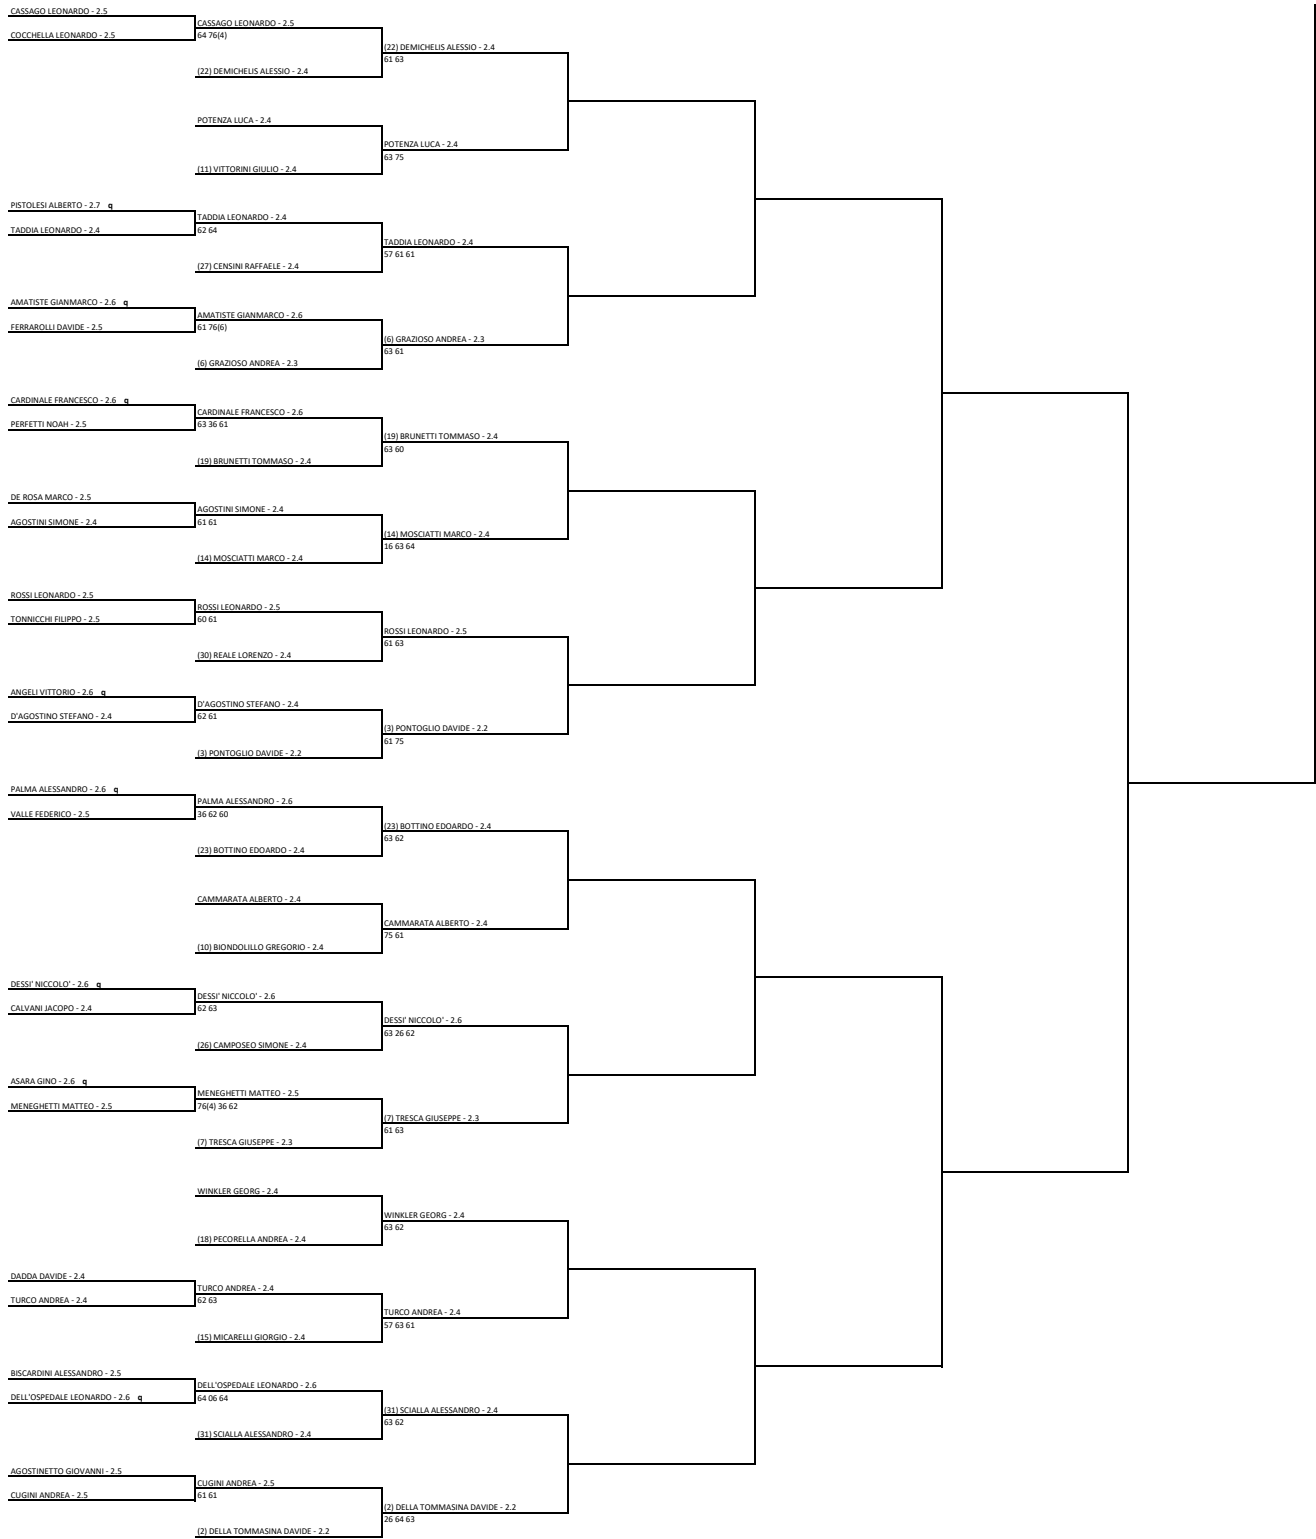 CASSAGO LEONARDO - 2.5
CASSAGO LEONARDO - 2.5
COCCHELLA LEONARDO - 2.5
64 76(4)
(22) DEMICHELIS ALESSIO - 2.4
61 63
(22) DEMICHELIS ALESSIO - 2.4
POTENZA LUCA - 2.4
POTENZA LUCA - 2.4
63 75
(11) VITTORINI GIULIO - 2.4
PISTOLESI ALBERTO - 2.7 q
TADDIA LEONARDO - 2.4
TADDIA LEONARDO - 2.4
62 64
TADDIA LEONARDO - 2.4
57 61 61
(27) CENSINI RAFFAELE - 2.4
AMATISTE GIANMARCO - 2.6 q
AMATISTE GIANMARCO - 2.6
FERRAROLLI DAVIDE - 2.5
61 76(6)
(6) GRAZIOSO ANDREA - 2.3
63 61
(6) GRAZIOSO ANDREA - 2.3
CARDINALE FRANCESCO - 2.6 q
CARDINALE FRANCESCO - 2.6
PERFETTI NOAH - 2.5
63 36 61
(19) BRUNETTI TOMMASO - 2.4
63 60
(19) BRUNETTI TOMMASO - 2.4
DE ROSA MARCO - 2.5
AGOSTINI SIMONE - 2.4
AGOSTINI SIMONE - 2.4
61 61
(14) MOSCIATTI MARCO - 2.4
16 63 64
(14) MOSCIATTI MARCO - 2.4
ROSSI LEONARDO - 2.5
ROSSI LEONARDO - 2.5
TONNICCHI FILIPPO - 2.5
60 61
ROSSI LEONARDO - 2.5
61 63
(30) REALE LORENZO - 2.4
ANGELI VITTORIO - 2.6 q
D'AGOSTINO STEFANO - 2.4
D'AGOSTINO STEFANO - 2.4
62 61
(3) PONTOGLIO DAVIDE - 2.2
61 75
(3) PONTOGLIO DAVIDE - 2.2
PALMA ALESSANDRO - 2.6 q
PALMA ALESSANDRO - 2.6
VALLE FEDERICO - 2.5
36 62 60
(23) BOTTINO EDOARDO - 2.4
63 62
(23) BOTTINO EDOARDO - 2.4
CAMMARATA ALBERTO - 2.4
CAMMARATA ALBERTO - 2.4
75 61
(10) BIONDOLILLO GREGORIO - 2.4
DESSI' NICCOLO' - 2.6 q
DESSI' NICCOLO' - 2.6
CALVANI JACOPO - 2.4
62 63
DESSI' NICCOLO' - 2.6
63 26 62
(26) CAMPOSEO SIMONE - 2.4
ASARA GINO - 2.6 q
MENEGHETTI MATTEO - 2.5
MENEGHETTI MATTEO - 2.5
76(4) 36 62
(7) TRESCA GIUSEPPE - 2.3
61 63
(7) TRESCA GIUSEPPE - 2.3
WINKLER GEORG - 2.4
WINKLER GEORG - 2.4
63 62
(18) PECORELLA ANDREA - 2.4
DADDA DAVIDE - 2.4
TURCO ANDREA - 2.4
TURCO ANDREA - 2.4
62 63
TURCO ANDREA - 2.4
57 63 61
(15) MICARELLI GIORGIO - 2.4
BISCARDINI ALESSANDRO - 2.5
DELL'OSPEDALE LEONARDO - 2.6
DELL'OSPEDALE LEONARDO - 2.6 q
64 06 64
(31) SCIALLA ALESSANDRO - 2.4
63 62
(31) SCIALLA ALESSANDRO - 2.4
AGOSTINETTO GIOVANNI - 2.5
CUGINI ANDREA - 2.5
CUGINI ANDREA - 2.5
61 61
(2) DELLA TOMMASINA DAVIDE - 2.2
26 64 63
(2) DELLA TOMMASINA DAVIDE - 2.2